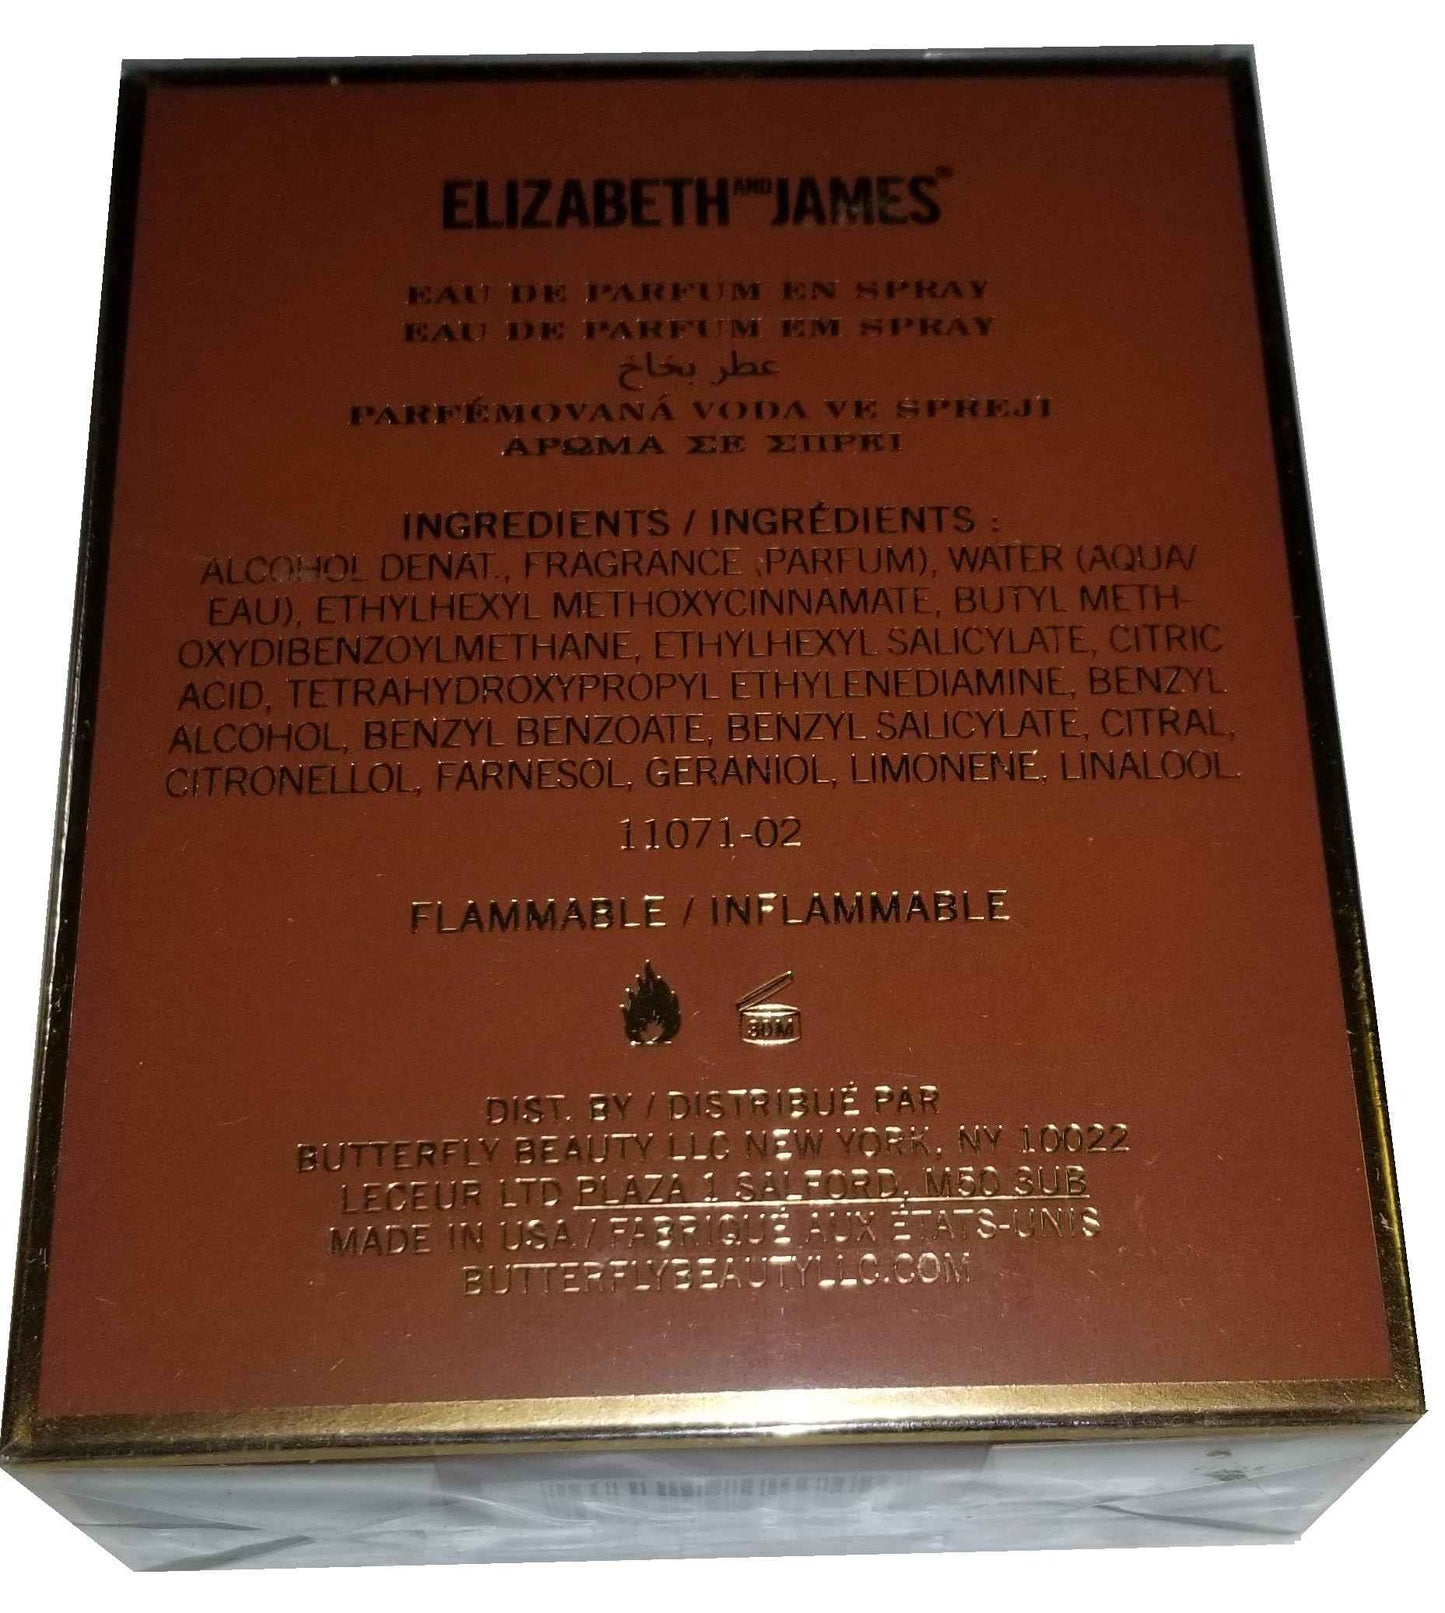 ELIZABETH AND JAMES®
EAU DE PARFUM EN SPRAY
EAU DE PARFUM EM SPRAY
عطر بخاخ
PARFÉMOVANÁ VODA VE SPREJI
ΑΡΩΜΑ ΣΕ ΣΠΡΕΙ
INGREDIENTS / INGRÉDIENTS :
ALCOHOL DENAT., FRAGRANCE (PARFUM), WATER (AQUA/
EAU), ETHYLHEXYL METHOXYCINNAMATE, BUTYL METH-
OXYDIBENZOYLMETHANE, ETHYLHEXYL SALICYLATE, CITRIC
ACID, TETRAHYDROXYPROPYL ETHYLENEDIAMINE, BENZYL
ALCOHOL, BENZYL BENZOATE, BENZYL SALICYLATE, CITRAL,
CITRONELLOL, FARNESOL, GERANIOL, LIMONENE, LINALOOL.
11071-02
FLAMMABLE / INFLAMMABLE
30M
DIST. BY / DISTRIBUÉ PAR
BUTTERFLY BEAUTY LLC NEW YORK, NY 10022
LECEUR LTD PLAZA 1 SALFORD, M50 3UB
MADE IN USA / FABRIQUÉ AUX ÉTATS-UNIS
BUTTERFLYBEAUTYLLC.COM